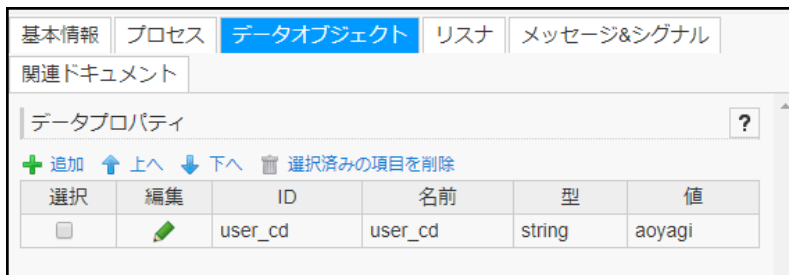 基本情報 プロセス データオブジェクト リスナ メッセージ&シグナル
関連ドキュメント
データプロパティ ?
追加 上へ 下へ 選択済みの項目を削除
選択 編集 ID 名前 型 値
user_cd user_cd string aoyagi